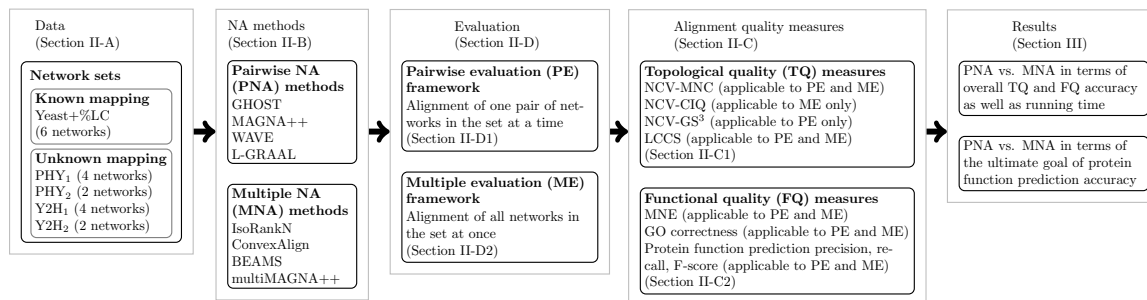 Data
(Section II-A)
Network sets
Known mapping
Yeast+%LC
(6 networks)
Unknown mapping
PHY₁ (4 networks)
PHY₂ (2 networks)
Y2H₁ (4 networks)
Y2H₂ (2 networks)
NA methods
(Section II-B)
Pairwise NA
(PNA) methods
GHOST
MAGNA++
WAVE
L-GRAAL
Multiple NA
(MNA) methods
IsoRankN
ConvexAlign
BEAMS
multiMAGNA++
Evaluation
(Section II-D)
Pairwise evaluation (PE)
framework
Alignment of one pair of net-
works in the set at a time
(Section II-D1)
Multiple evaluation (ME)
framework
Alignment of all networks in
the set at once
(Section II-D2)
Alignment quality measures
(Section II-C)
Topological quality (TQ) measures
NCV-MNC (applicable to PE and ME)
NCV-CIQ (applicable to ME only)
NCV-GS³ (applicable to PE only)
LCCS (applicable to PE and ME)
(Section II-C1)
Functional quality (FQ) measures
MNE (applicable to PE and ME)
GO correctness (applicable to PE and ME)
Protein function prediction precision, re-
call, F-score (applicable to PE and ME)
(Section II-C2)
Results
(Section III)
PNA vs. MNA in terms of
overall TQ and FQ accuracy
as well as running time
PNA vs. MNA in terms of
the ultimate goal of protein
function prediction accuracy